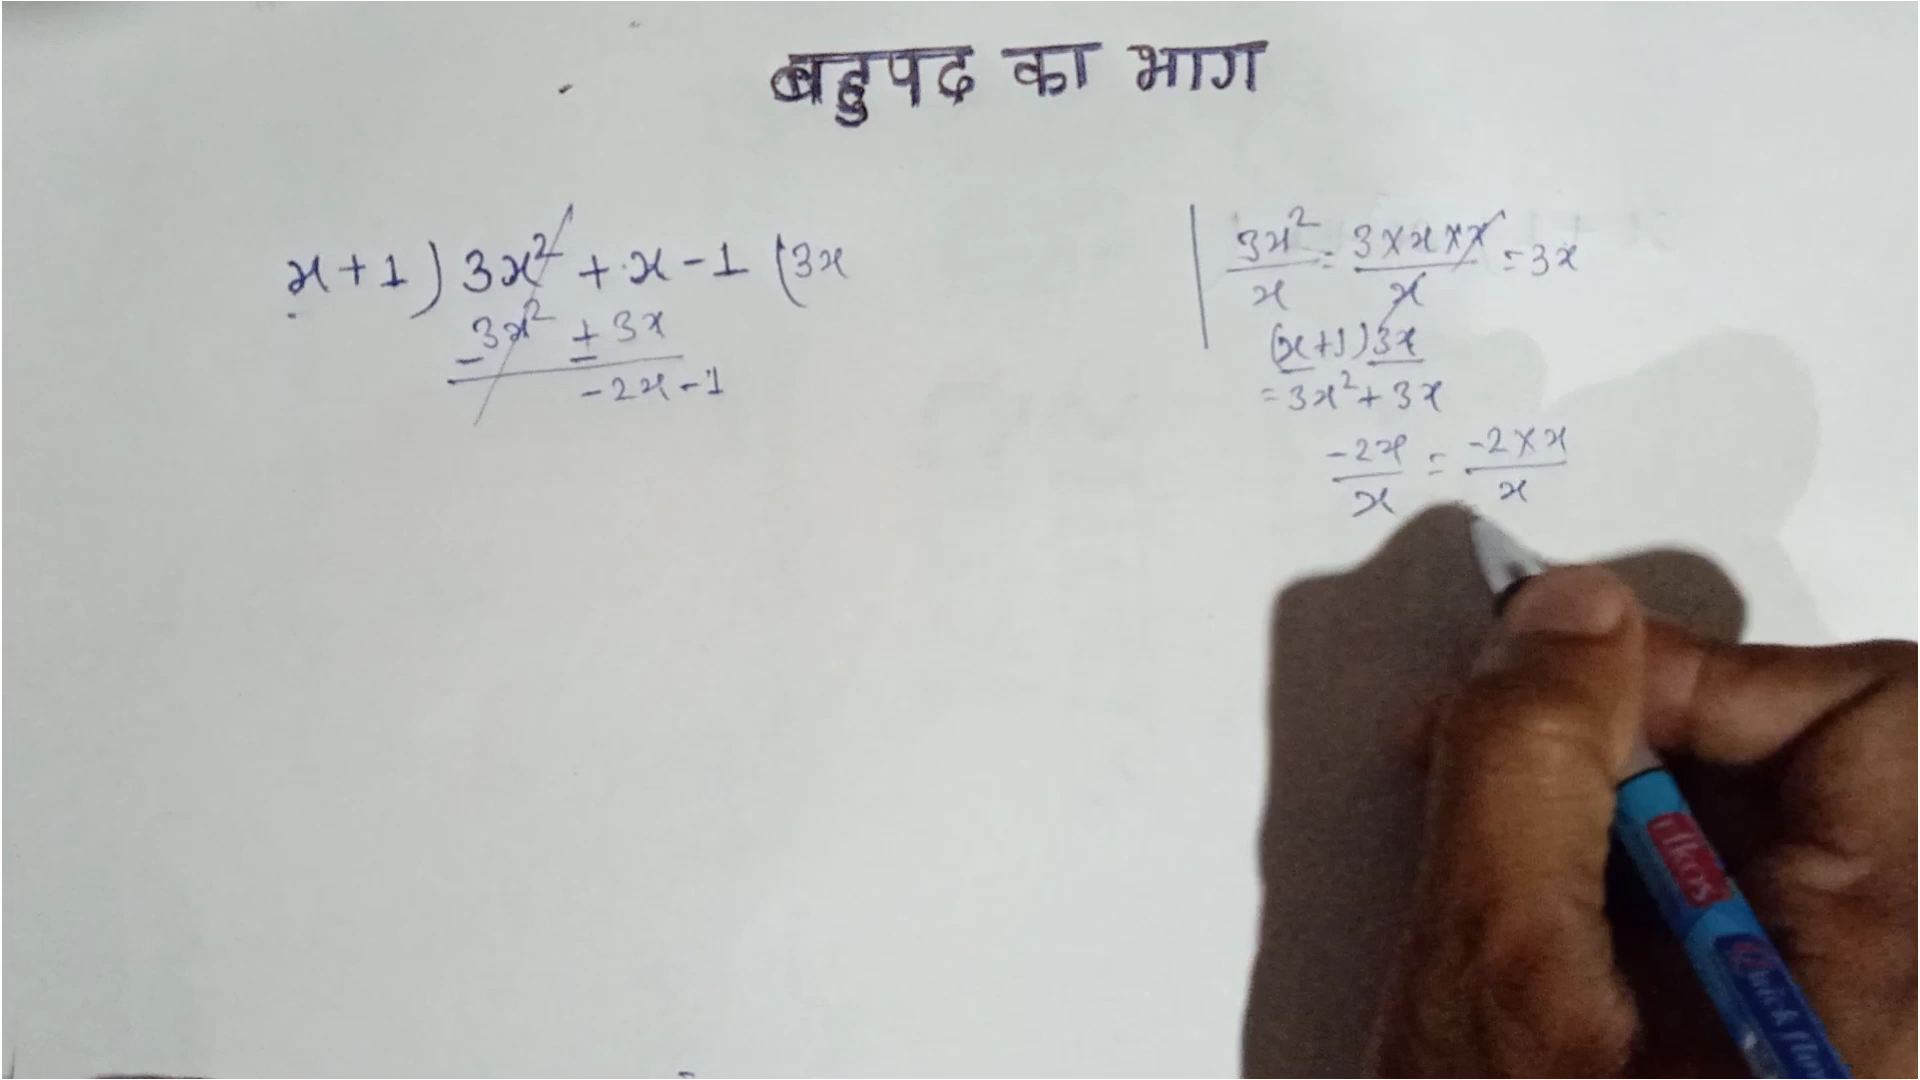 बहुपद का भाग
x + 1 ) 3x² + x - 1 ( 3x
3x² + 3x
- -
-2x - 1
3x²/x = 3 × x × x/x = 3x
(x+1)3x
= 3x² + 3x
-2x/x = -2 × x/x